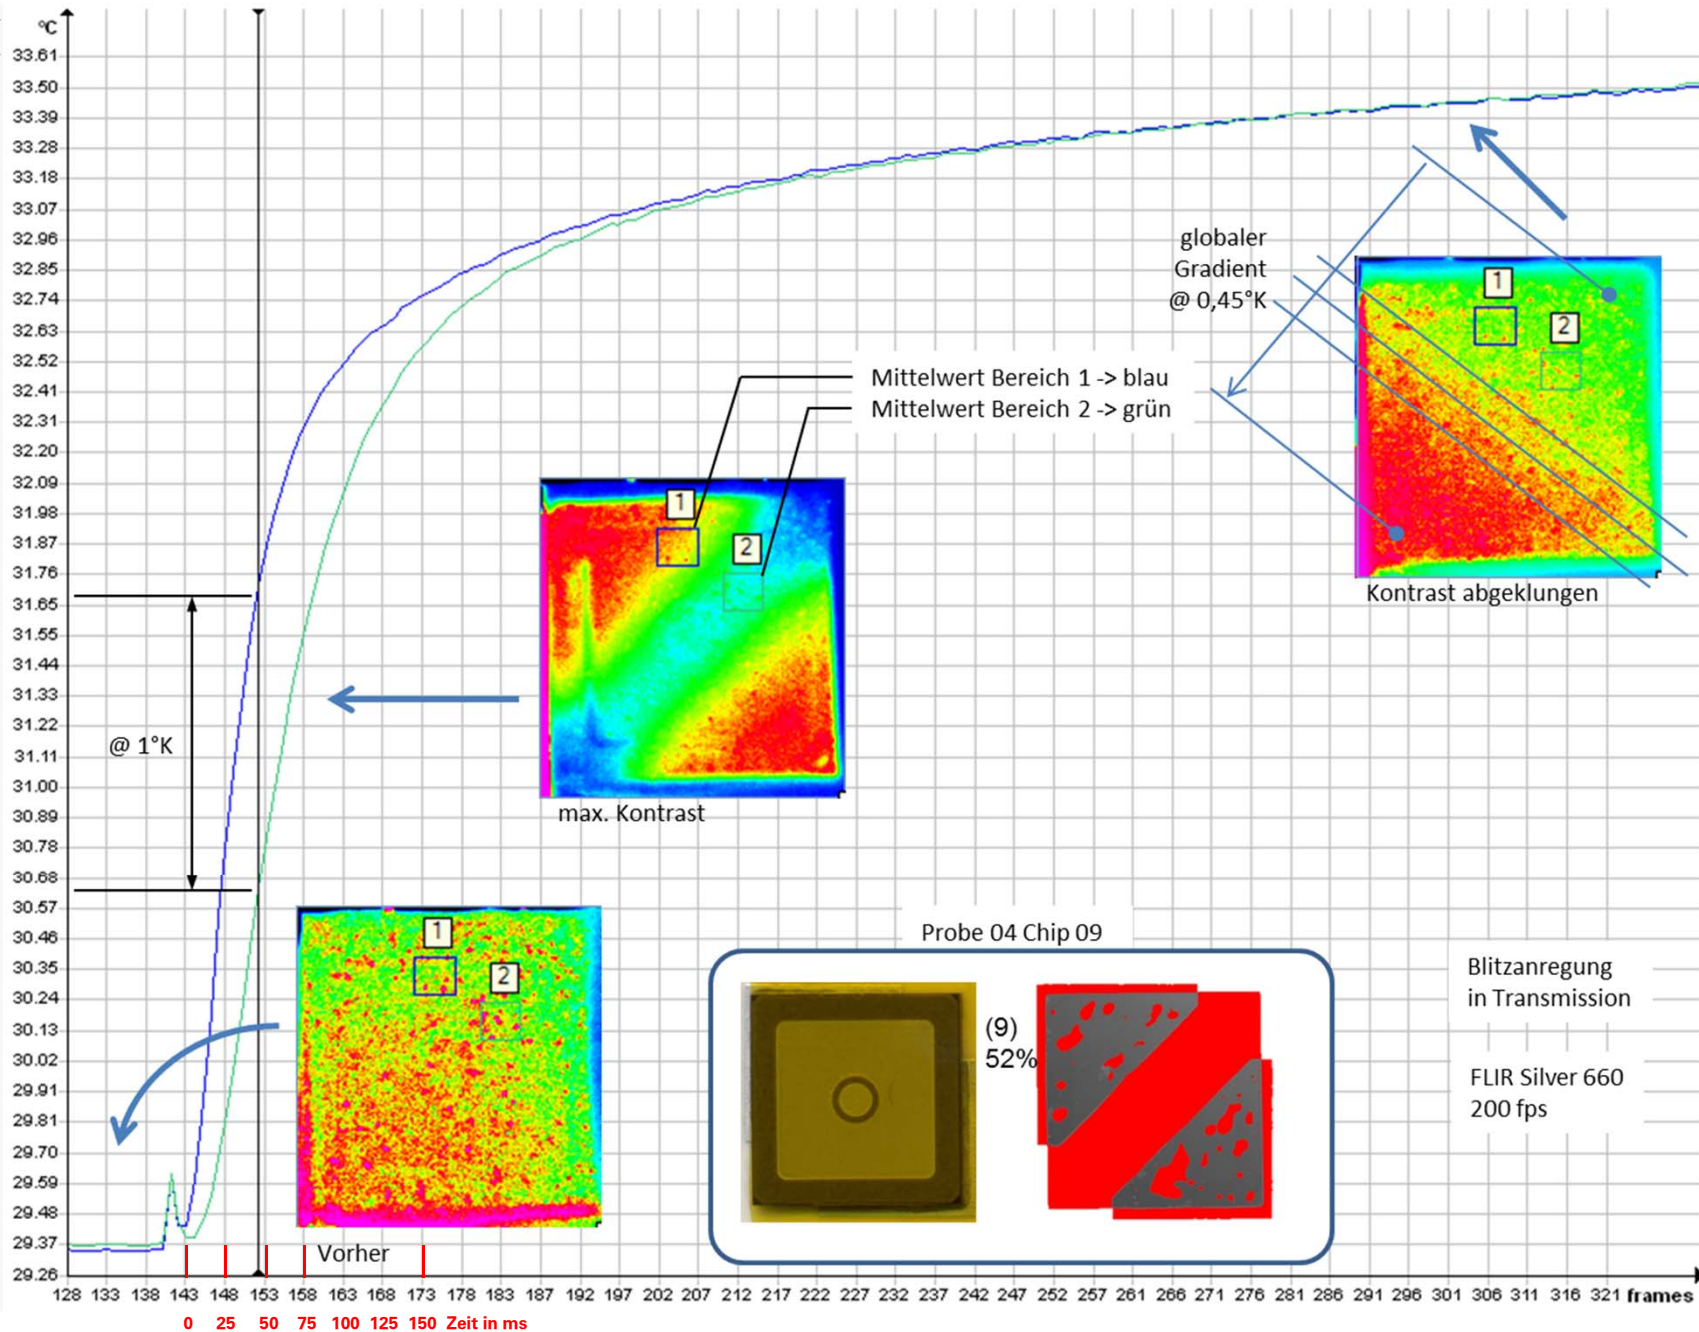 °C
33.61
33.50
33.39
33.28
33.18
33.07
32.96
32.85
32.74
32.63
32.52
32.41
32.31
32.20
32.09
31.98
31.87
31.76
31.65
31.55
31.44
31.33
31.22
31.11
31.00
30.89
30.78
30.68
30.57
30.46
30.35
30.24
30.13
30.02
29.91
29.81
29.70
29.59
29.48
29.37
29.26
globaler
Gradient
@ 0,45°K
1
2
Kontrast abgeklungen
Mittelwert Bereich 1 -> blau
Mittelwert Bereich 2 -> grün
1
2
max. Kontrast
@ 1°K
1
2
Vorher
Probe 04 Chip 09
(9)
52%
Blitzanregung
in Transmission
FLIR Silver 660
200 fps
128 133 138 143 148 153 158 163 168 173 178 182 187 192 197 202 207 212 217 222 227 232 237 242 247 252 257 261 266 271 276 281 286 291 296 301 306 311 316 321 frames
0 25 50 75 100 125 150 Zeit in ms